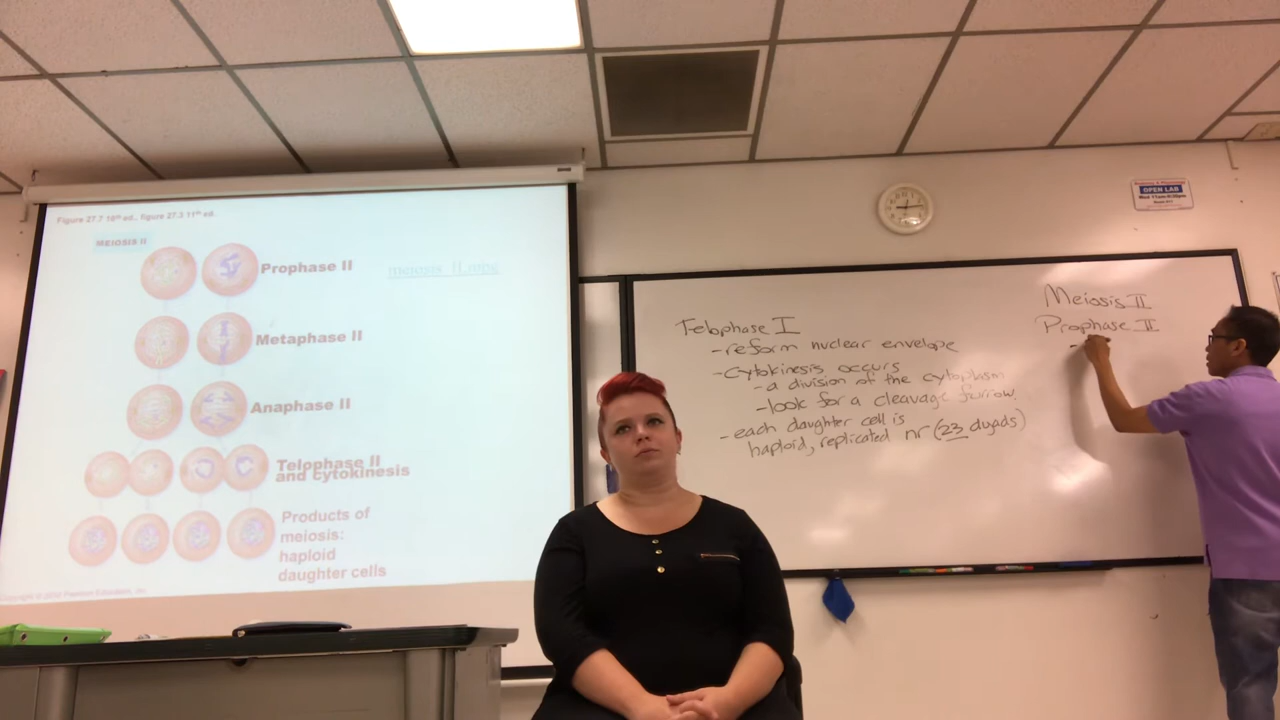 Figure 27.7 10th ed., figure 27.3 11th ed.
MEIOSIS II
Prophase II
meiosis II.mpg
Metaphase II
Anaphase II
Telophase II
and cytokinesis
Products of
meiosis:
haploid
daughter cells
Telophase I
-reform nuclear envelope
-cytokinesis occurs
-a division of the cytoplasm
-look for a cleavage furrow.
-each daughter cell is
haploid, replicated nr (23 dyads)
Meiosis II
Prophase II
-
OPEN LAB